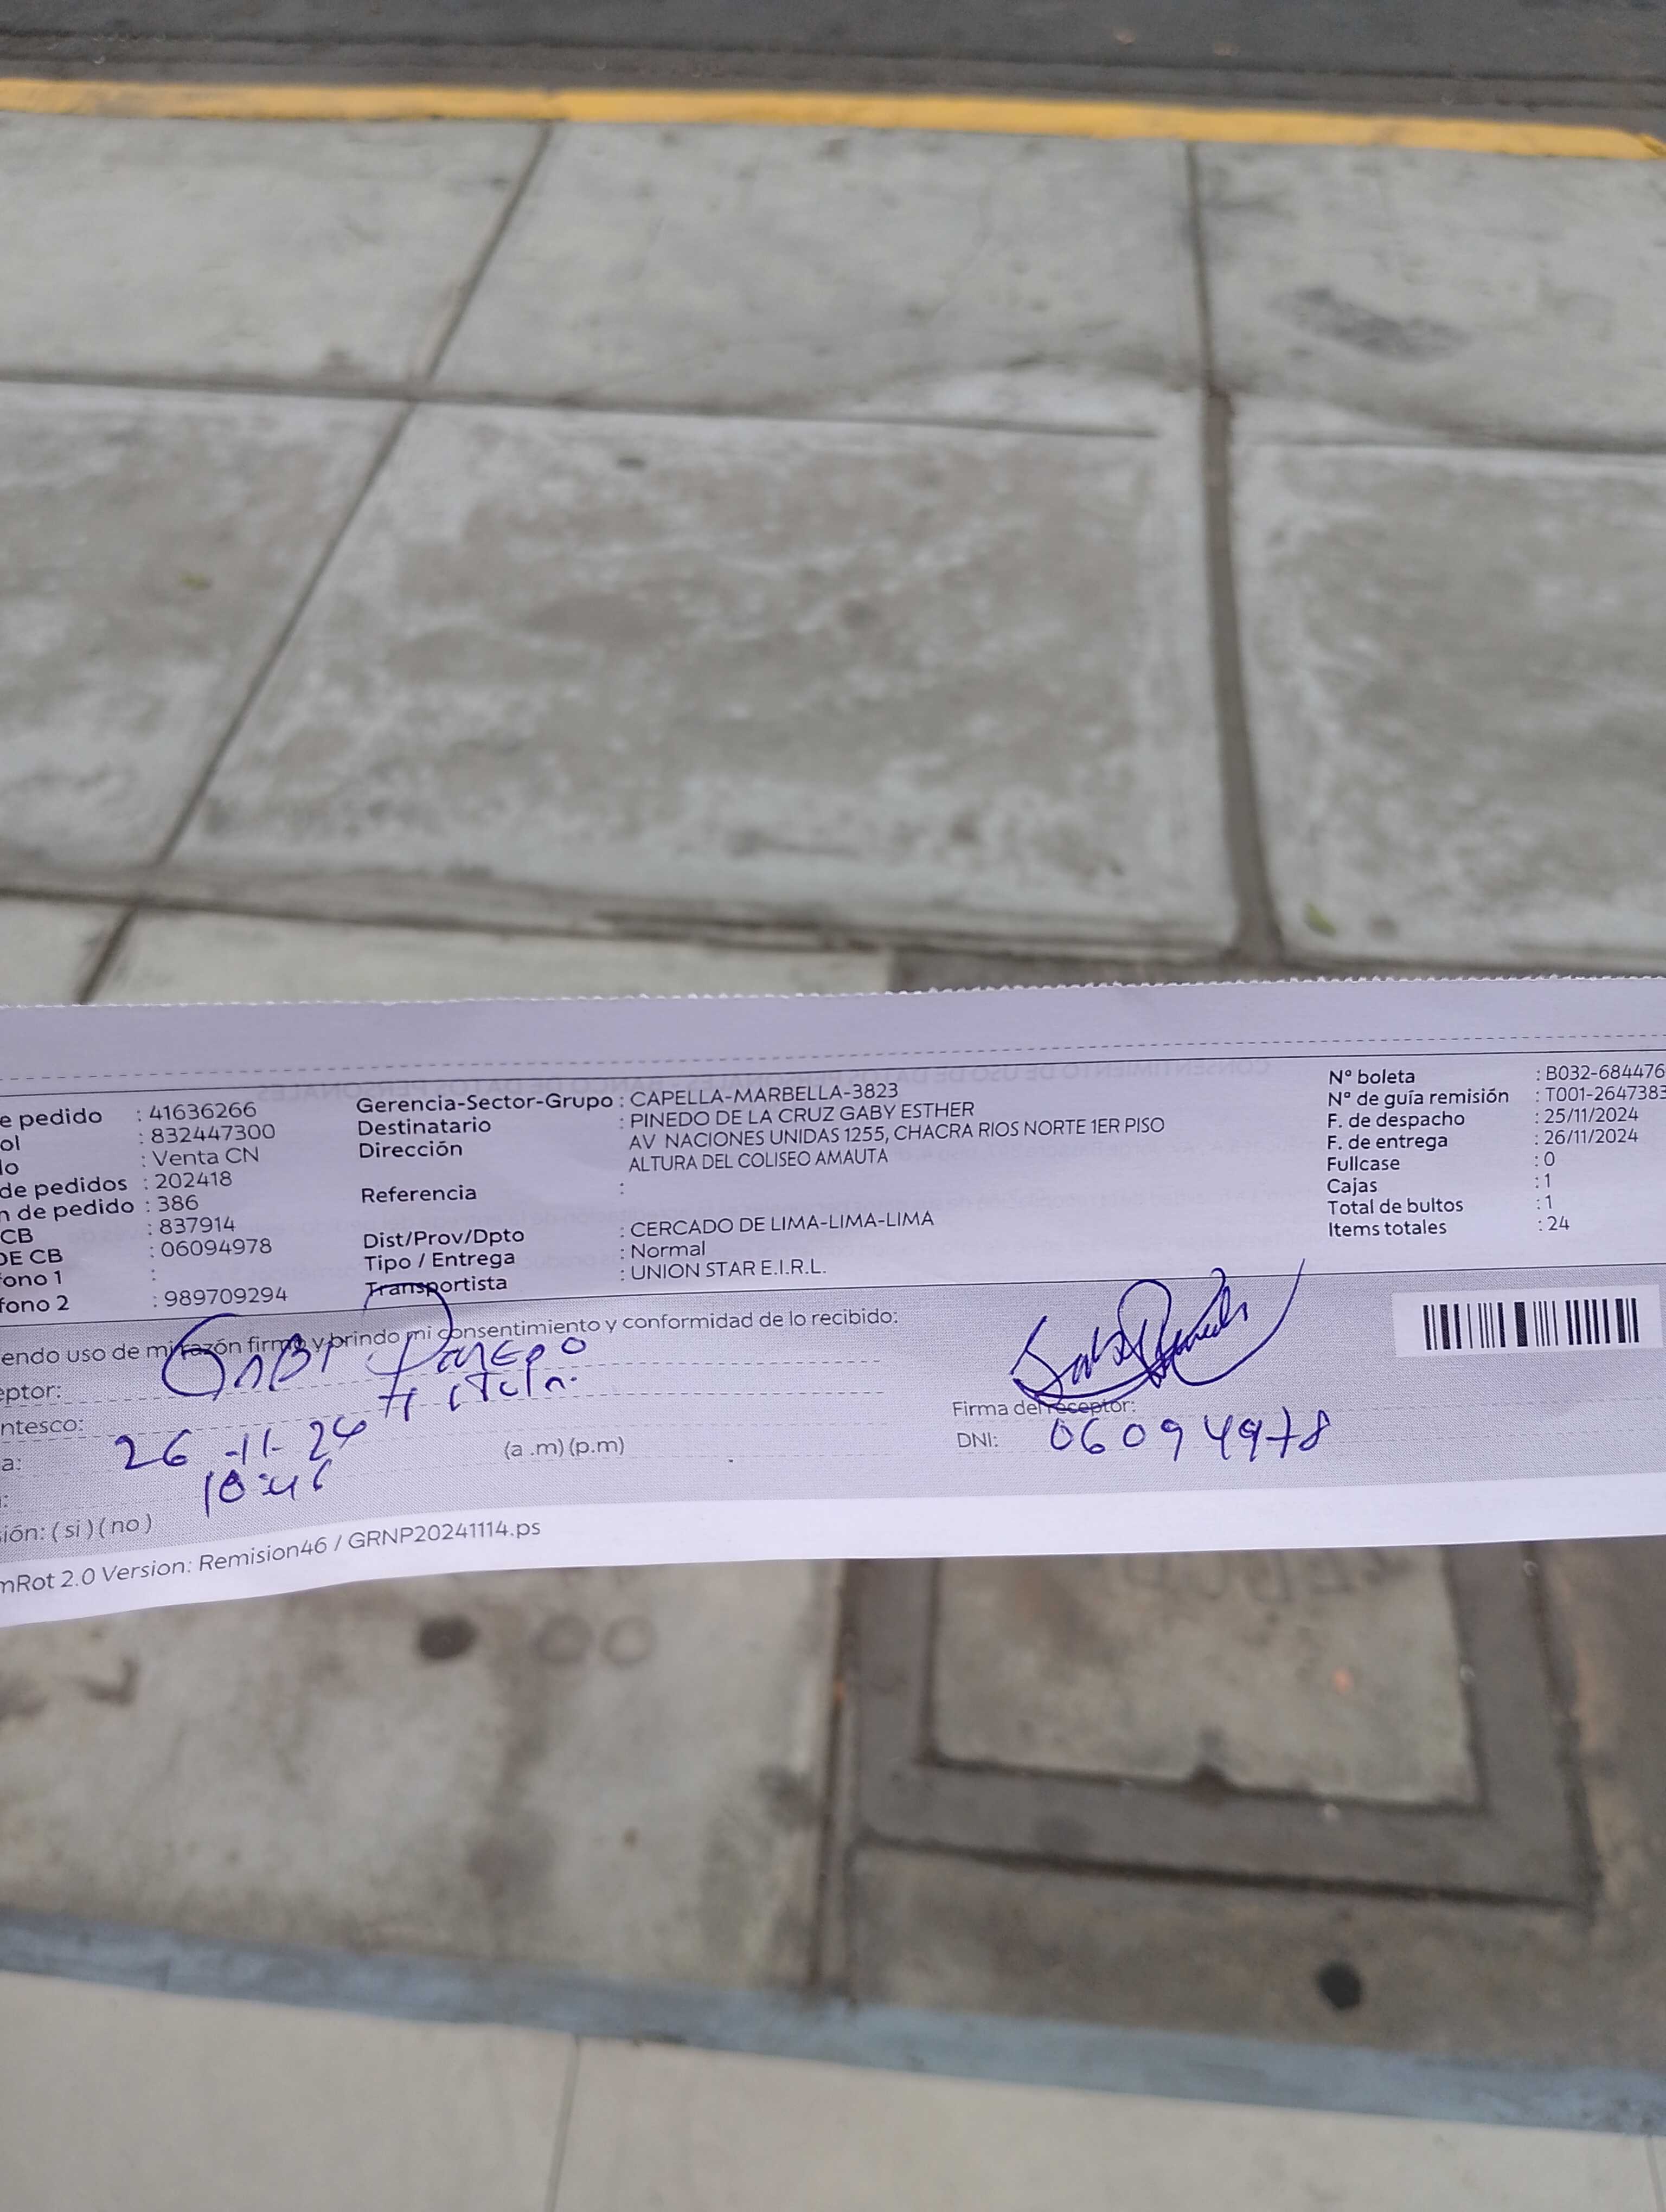 e pedido : 41636266
ol : 832447300
lo : Venta CN
de pedidos : 202418
n de pedido : 386
CB : 837914
DE CB : 06094978
fono 1 :
fono 2 : 989709294
Gerencia-Sector-Grupo : CAPELLA-MARBELLA-3823
Destinatario : PINEDO DE LA CRUZ GABY ESTHER
Dirección AV NACIONES UNIDAS 1255, CHACRA RIOS NORTE 1ER PISO
ALTURA DEL COLISEO AMAUTA
Referencia :
Dist/Prov/Dpto : CERCADO DE LIMA-LIMA-LIMA
Tipo / Entrega : Normal
Transportista : UNION STAR E.I.R.L.
Nº boleta : B032-684476
Nº de guía remisión : T001-2647383
F. de despacho : 25/11/2024
F. de entrega : 26/11/2024
Fullcase : 0
Cajas : 1
Total de bultos : 1
Items totales : 24
endo uso de mi razón firmo y brindo mi consentimiento y conformidad de lo recibido:
eptor:
ntesco:
a: 26-11-24
: 10:46 (a .m) (p.m)
sión: ( si ) ( no )
Firma del receptor:
DNI: 06094978
mRot 2.0 Version: Remision46 / GRNP20241114.ps